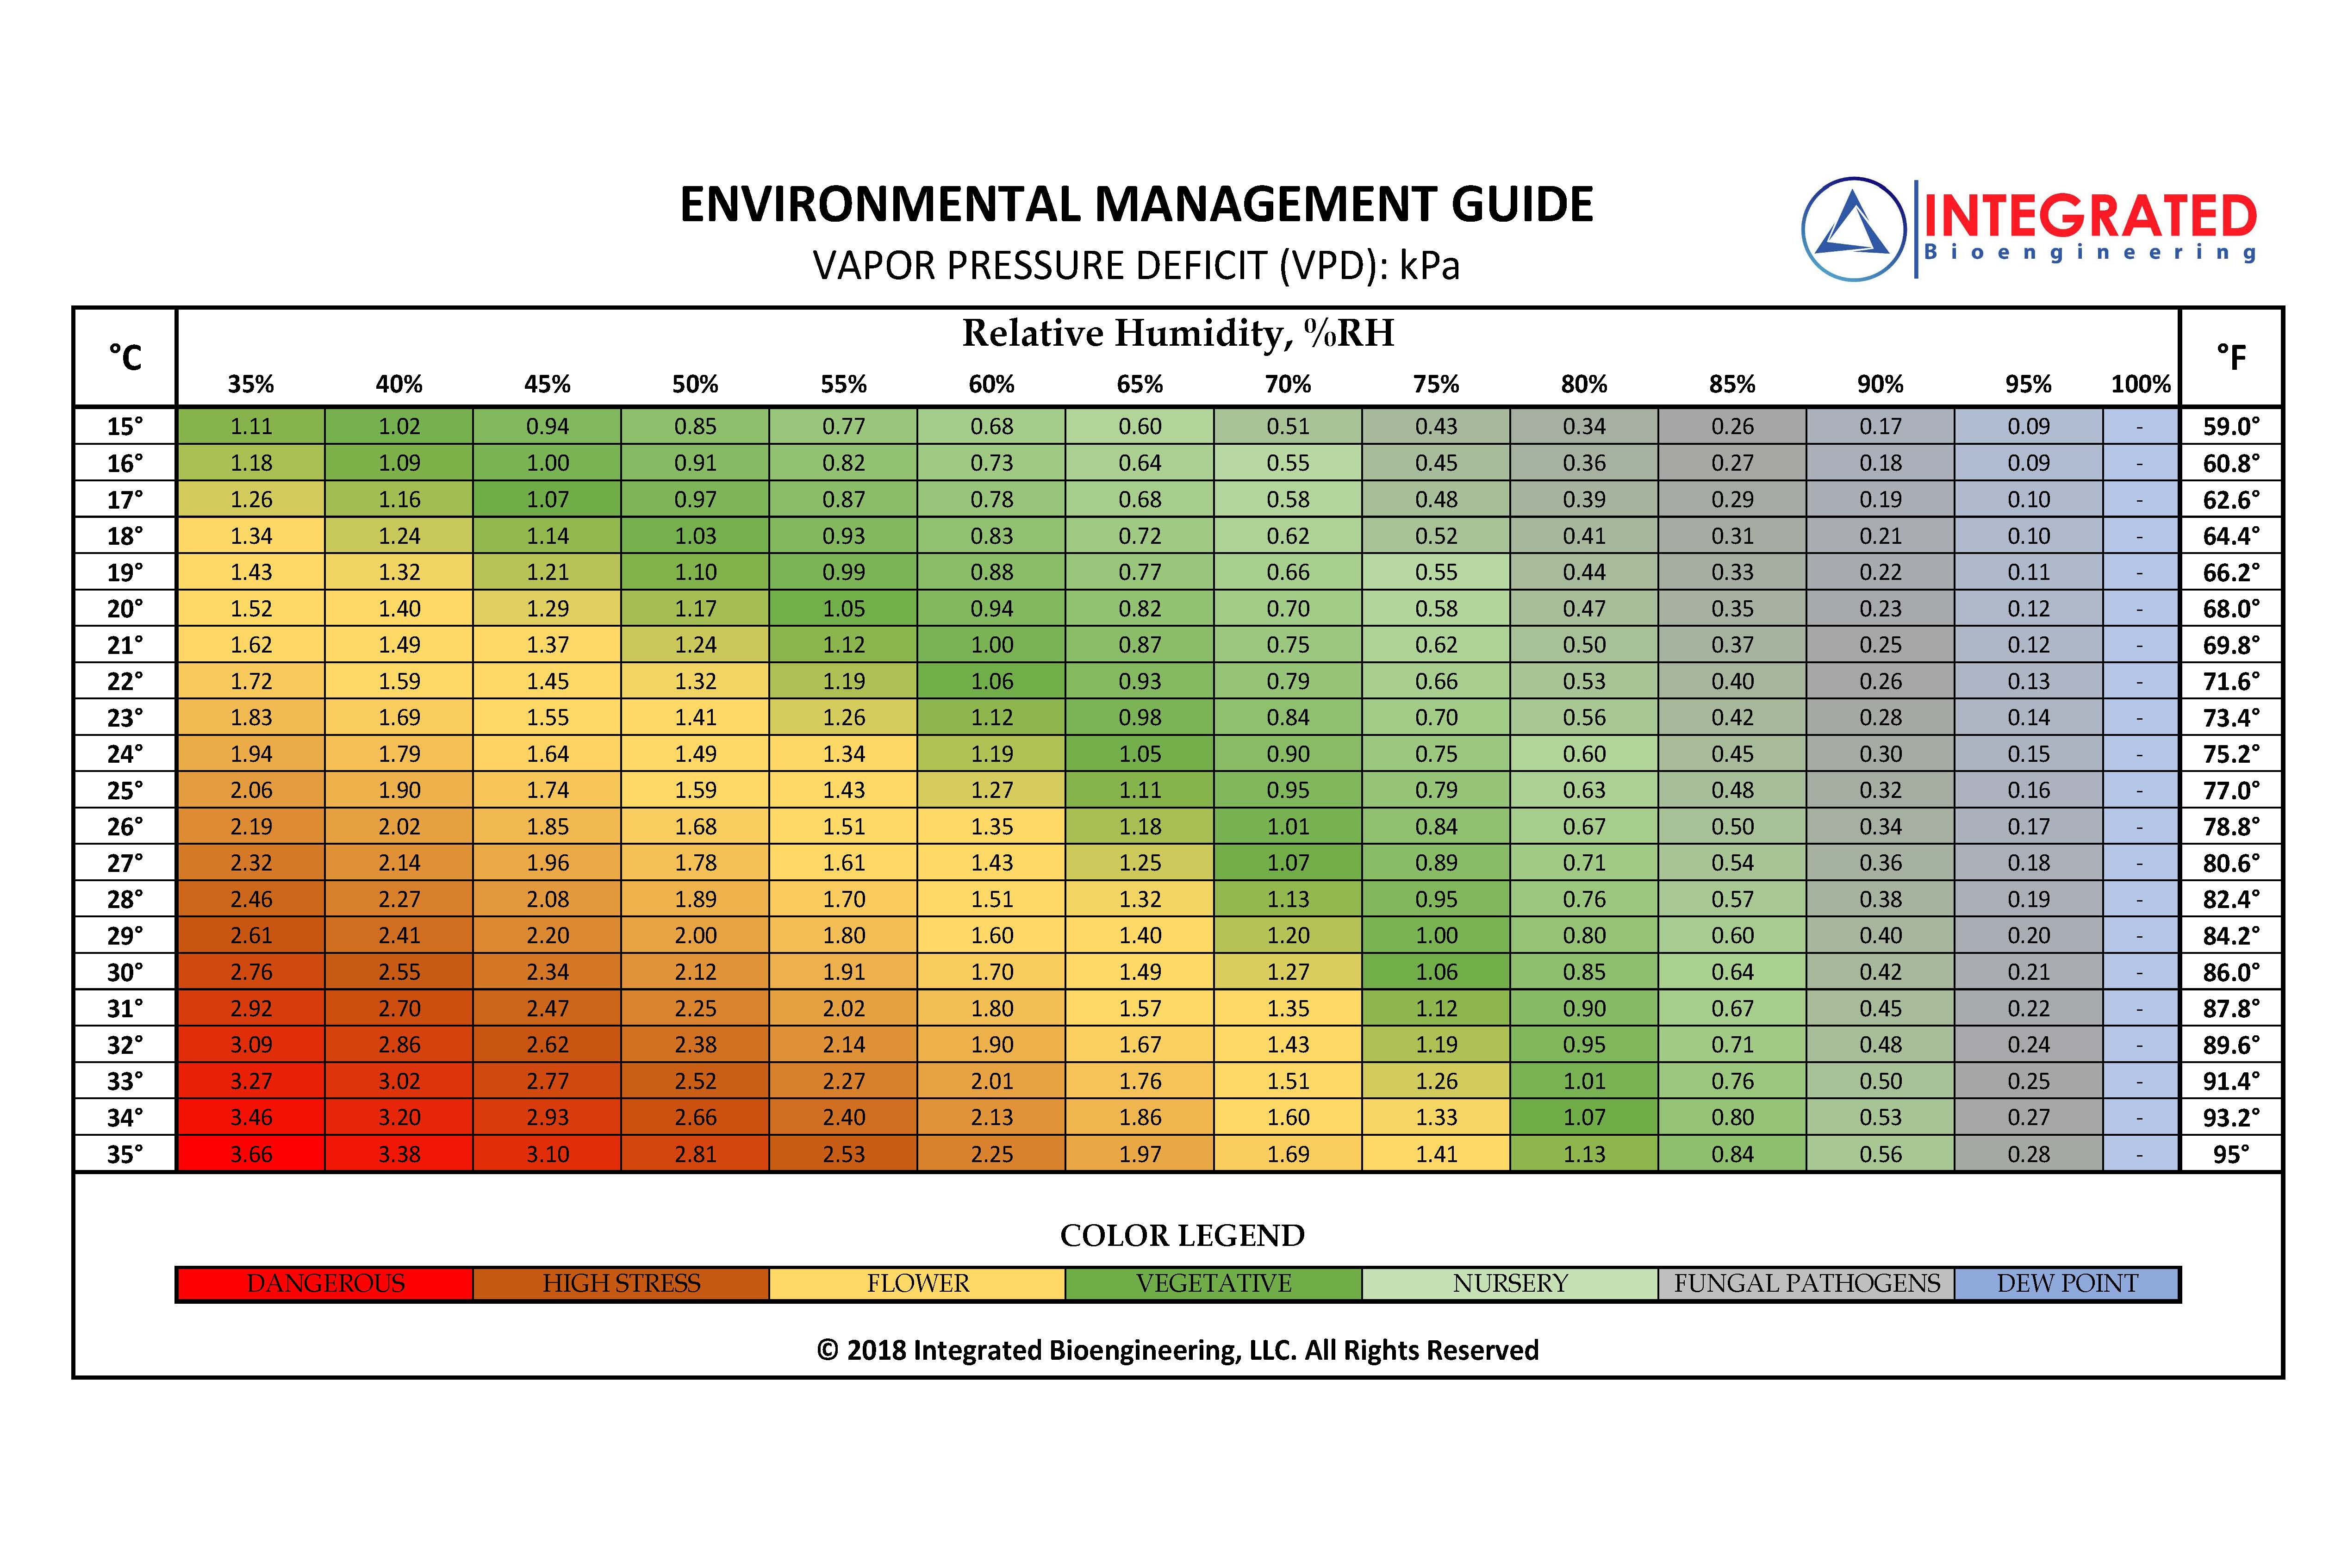 ENVIRONMENTAL MANAGEMENT GUIDE
VAPOR PRESSURE DEFICIT (VPD): kPa
INTEGRATED
Bioengineering
°C Relative Humidity, %RH °F
35% 40% 45% 50% 55% 60% 65% 70% 75% 80% 85% 90% 95% 100%
15° 1.11 1.02 0.94 0.85 0.77 0.68 0.60 0.51 0.43 0.34 0.26 0.17 0.09 - 59.0°
16° 1.18 1.09 1.00 0.91 0.82 0.73 0.64 0.55 0.45 0.36 0.27 0.18 0.09 - 60.8°
17° 1.26 1.16 1.07 0.97 0.87 0.78 0.68 0.58 0.48 0.39 0.29 0.19 0.10 - 62.6°
18° 1.34 1.24 1.14 1.03 0.93 0.83 0.72 0.62 0.52 0.41 0.31 0.21 0.10 - 64.4°
19° 1.43 1.32 1.21 1.10 0.99 0.88 0.77 0.66 0.55 0.44 0.33 0.22 0.11 - 66.2°
20° 1.52 1.40 1.29 1.17 1.05 0.94 0.82 0.70 0.58 0.47 0.35 0.23 0.12 - 68.0°
21° 1.62 1.49 1.37 1.24 1.12 1.00 0.87 0.75 0.62 0.50 0.37 0.25 0.12 - 69.8°
22° 1.72 1.59 1.45 1.32 1.19 1.06 0.93 0.79 0.66 0.53 0.40 0.26 0.13 - 71.6°
23° 1.83 1.69 1.55 1.41 1.26 1.12 0.98 0.84 0.70 0.56 0.42 0.28 0.14 - 73.4°
24° 1.94 1.79 1.64 1.49 1.34 1.19 1.05 0.90 0.75 0.60 0.45 0.30 0.15 - 75.2°
25° 2.06 1.90 1.74 1.59 1.43 1.27 1.11 0.95 0.79 0.63 0.48 0.32 0.16 - 77.0°
26° 2.19 2.02 1.85 1.68 1.51 1.35 1.18 1.01 0.84 0.67 0.50 0.34 0.17 - 78.8°
27° 2.32 2.14 1.96 1.78 1.61 1.43 1.25 1.07 0.89 0.71 0.54 0.36 0.18 - 80.6°
28° 2.46 2.27 2.08 1.89 1.70 1.51 1.32 1.13 0.95 0.76 0.57 0.38 0.19 - 82.4°
29° 2.61 2.41 2.20 2.00 1.80 1.60 1.40 1.20 1.00 0.80 0.60 0.40 0.20 - 84.2°
30° 2.76 2.55 2.34 2.12 1.91 1.70 1.49 1.27 1.06 0.85 0.64 0.42 0.21 - 86.0°
31° 2.92 2.70 2.47 2.25 2.02 1.80 1.57 1.35 1.12 0.90 0.67 0.45 0.22 - 87.8°
32° 3.09 2.86 2.62 2.38 2.14 1.90 1.67 1.43 1.19 0.95 0.71 0.48 0.24 - 89.6°
33° 3.27 3.02 2.77 2.52 2.27 2.01 1.76 1.51 1.26 1.01 0.76 0.50 0.25 - 91.4°
34° 3.46 3.20 2.93 2.66 2.40 2.13 1.86 1.60 1.33 1.07 0.80 0.53 0.27 - 93.2°
35° 3.66 3.38 3.10 2.81 2.53 2.25 1.97 1.69 1.41 1.13 0.84 0.56 0.28 - 95°
COLOR LEGEND
DANGEROUS HIGH STRESS FLOWER VEGETATIVE NURSERY FUNGAL PATHOGENS DEW POINT
© 2018 Integrated Bioengineering, LLC. All Rights Reserved